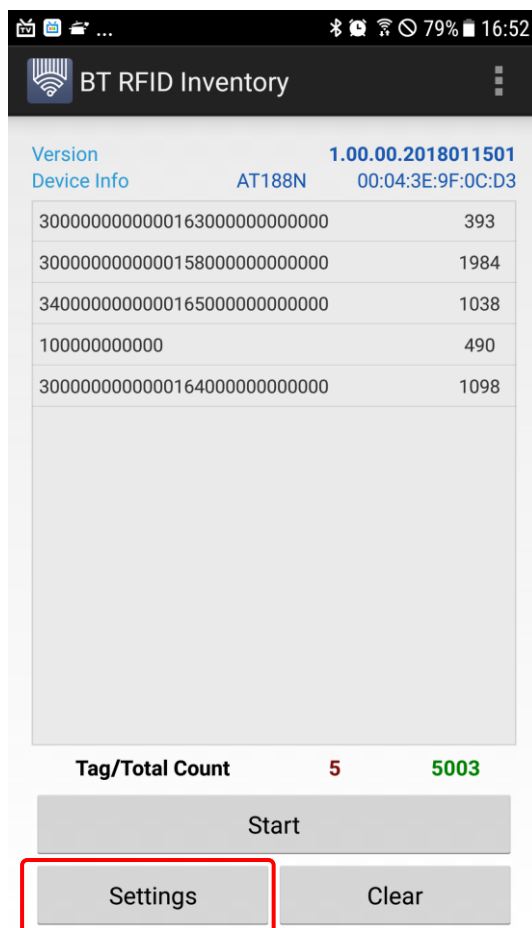 TV ... 79% 16:52
BT RFID Inventory
Version 1.00.00.2018011501
Device Info AT188N 00:04:3E:9F:0C:D3
3000000000000163000000000000 393
3000000000000158000000000000 1984
3400000000000165000000000000 1038
100000000000 490
3000000000000164000000000000 1098
Tag/Total Count 5 5003
Start
Settings Clear